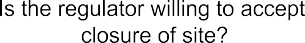 Is the regulator willing to accept
closure of site?